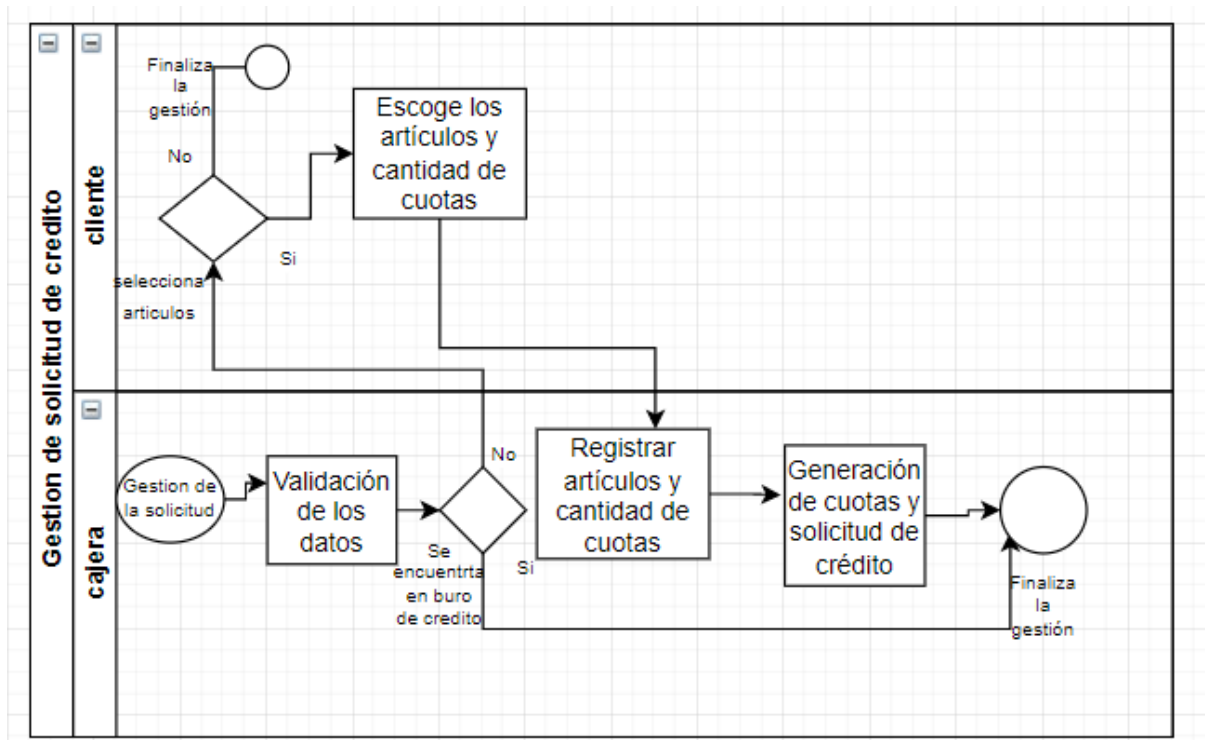 Gestion de solicitud de credito
cliente
Finaliza
la
gestión
No
Escoge los
artículos y
cantidad de
cuotas
Si
selecciona
articulos
cajera
Gestion de
la solicitud
Validación
de los
datos
No
Se
encuentrta
en buro
de credito
Si
Registrar
artículos y
cantidad de
cuotas
Generación
de cuotas y
solicitud de
crédito
Finaliza
la
gestión